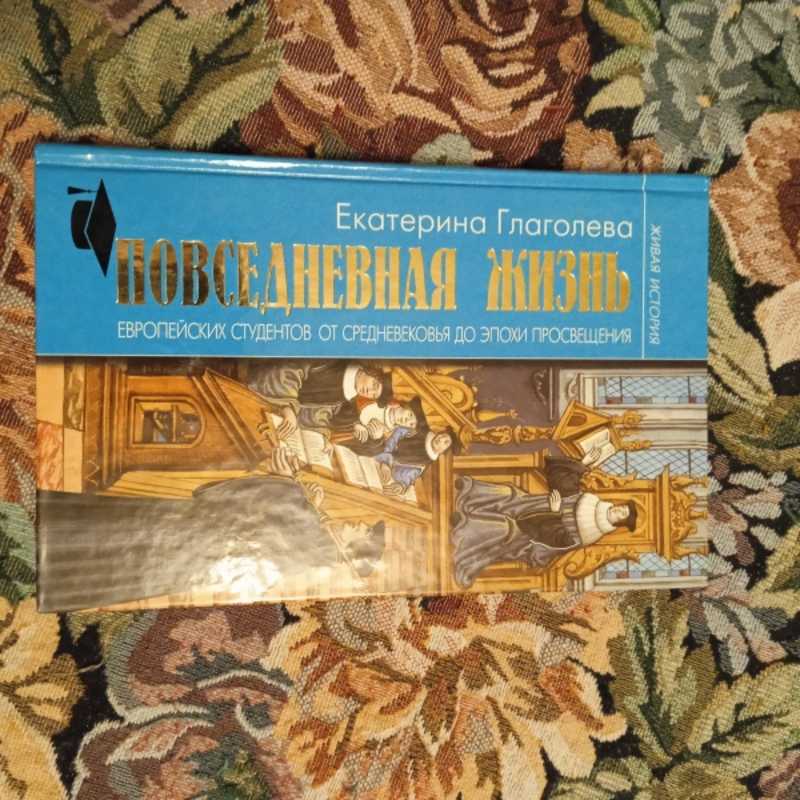 Екатерина Глаголева
ПОВСЕДНЕВНАЯ ЖИЗНЬ
ЕВРОПЕЙСКИХ СТУДЕНТОВ ОТ СРЕДНЕВЕКОВЬЯ ДО ЭПОХИ ПРОСВЕЩЕНИЯ
ЖИВАЯ ИСТОРИЯ